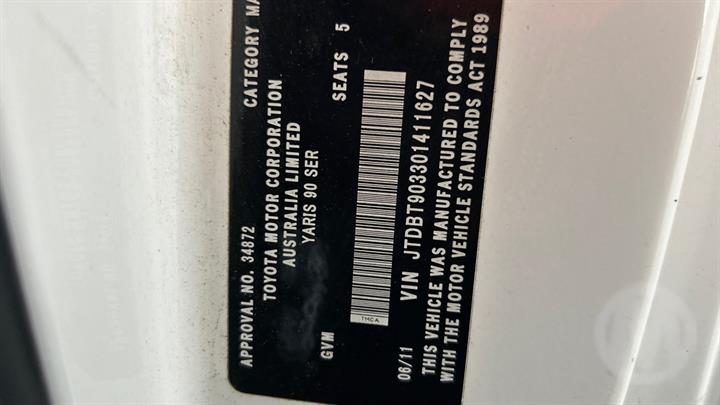 APPROVAL NO. 34872 CATEGORY MA
TOYOTA MOTOR CORPORATION
AUSTRALIA LIMITED
YARIS 90 SER
GVM SEATS 5
TMCA
06/11 VIN JTDBT903301411627
THIS VEHICLE WAS MANUFACTURED TO COMPLY
WITH THE MOTOR VEHICLE STANDARDS ACT 1989